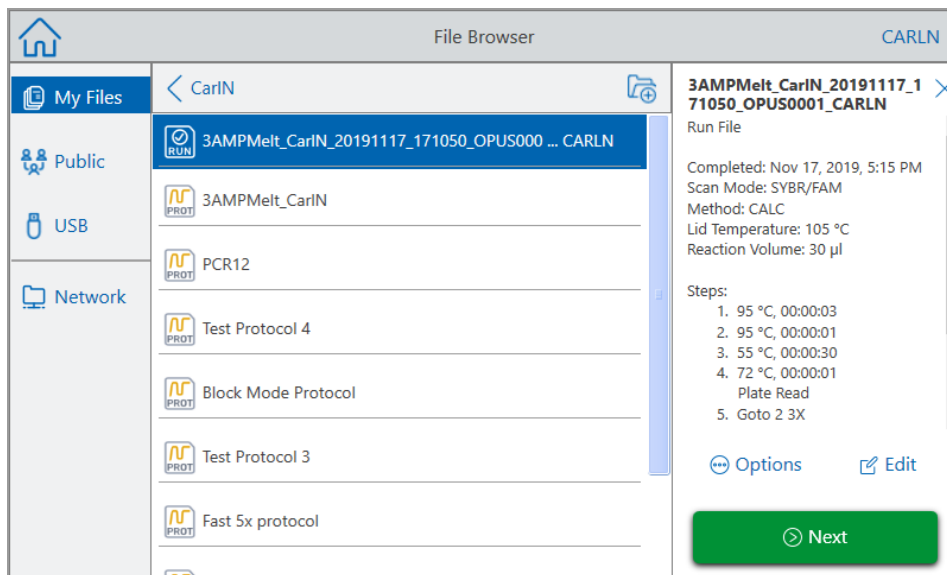 File Browser
CARLN
My Files
Public
USB
Network
CarIN
RUN
3AMPMelt_CarIN_20191117_171050_OPUS000 ... CARLN
PROT
3AMPMelt_CarIN
PROT
PCR12
PROT
Test Protocol 4
PROT
Block Mode Protocol
PROT
Test Protocol 3
PROT
Fast 5x protocol
3AMPMelt_CarIN_20191117_1
71050_OPUS0001_CARLN
Run File
Completed: Nov 17, 2019, 5:15 PM
Scan Mode: SYBR/FAM
Method: CALC
Lid Temperature: 105 °C
Reaction Volume: 30 µl
Steps:
1. 95 °C, 00:00:03
2. 95 °C, 00:00:01
3. 55 °C, 00:00:30
4. 72 °C, 00:00:01
Plate Read
5. Goto 2 3X
Options
Edit
Next